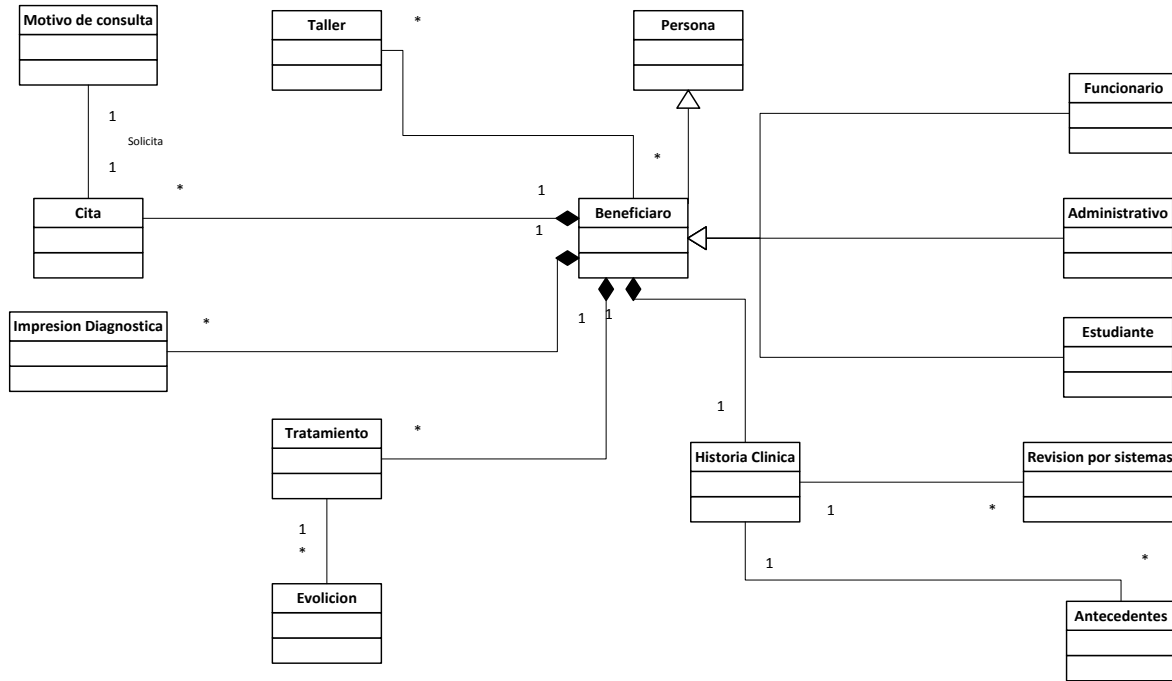 Motivo de consulta
Taller
*
Persona
Funcionario
1
Solicita
1
*
1
*
Cita
Beneficiaro
Administrativo
1
Impresion Diagnostica
*
1
1
Estudiante
1
Tratamiento
*
Historia Clinica
Revision por sistemas
1
*
1
*
1
*
Evolicion
Antecedentes